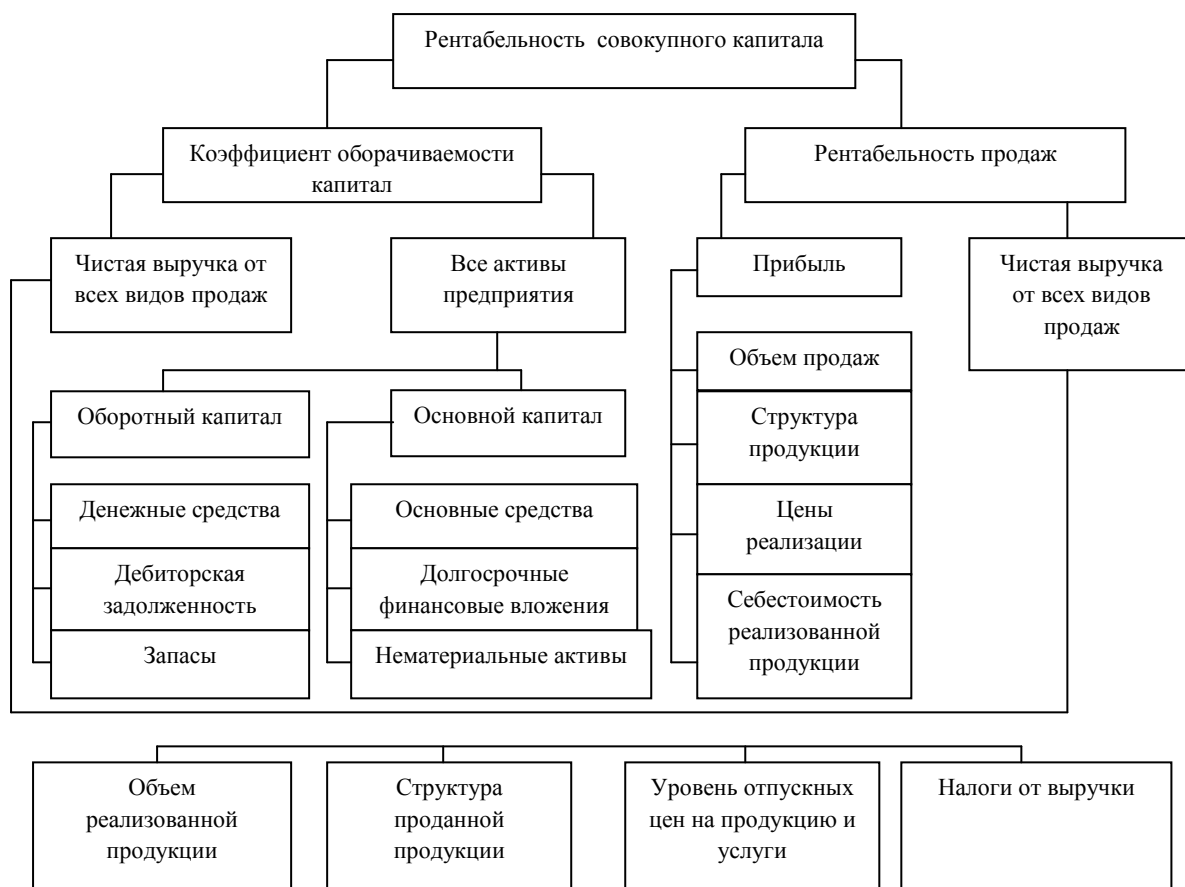 Рентабельность совокупного капитала
Коэффициент оборачиваемости
капитал
Рентабельность продаж
Чистая выручка от
всех видов продаж
Все активы
предприятия
Прибыль
Чистая выручка
от всех видов
продаж
Оборотный капитал
Основной капитал
Объем продаж
Структура
продукции
Цены
реализации
Себестоимость
реализованной
продукции
Денежные средства
Дебиторская
задолженность
Запасы
Основные средства
Долгосрочные
финансовые вложения
Нематериальные активы
Объем
реализованной
продукции
Структура
проданной
продукции
Уровень отпускных
цен на продукцию и
услуги
Налоги от выручки